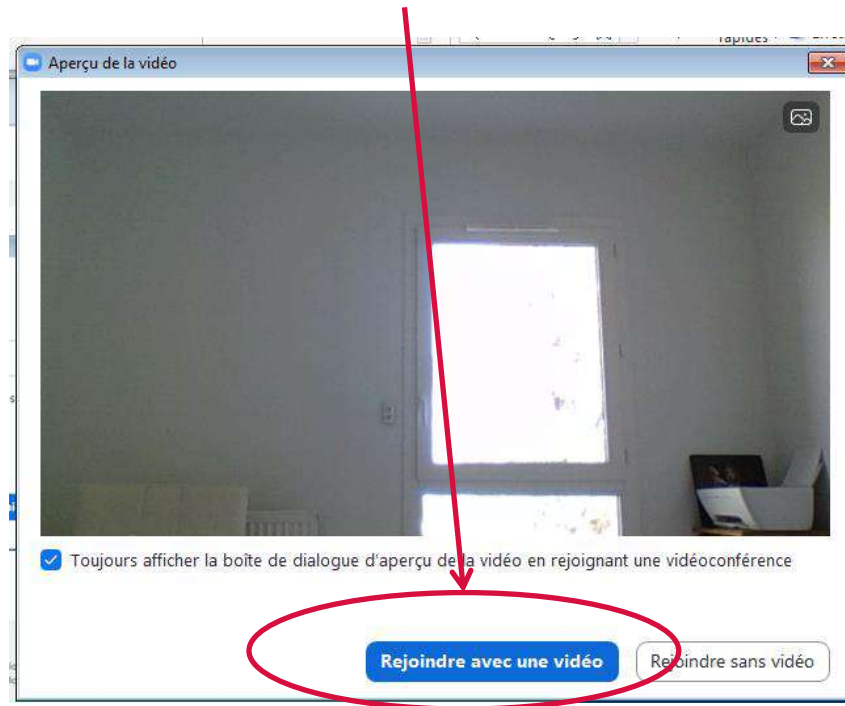 rapides
Aperçu de la vidéo
Toujours afficher la boîte de dialogue d'aperçu de la vidéo en rejoignant une vidéoconférence
Rejoindre avec une vidéo
Rejoindre sans vidéo